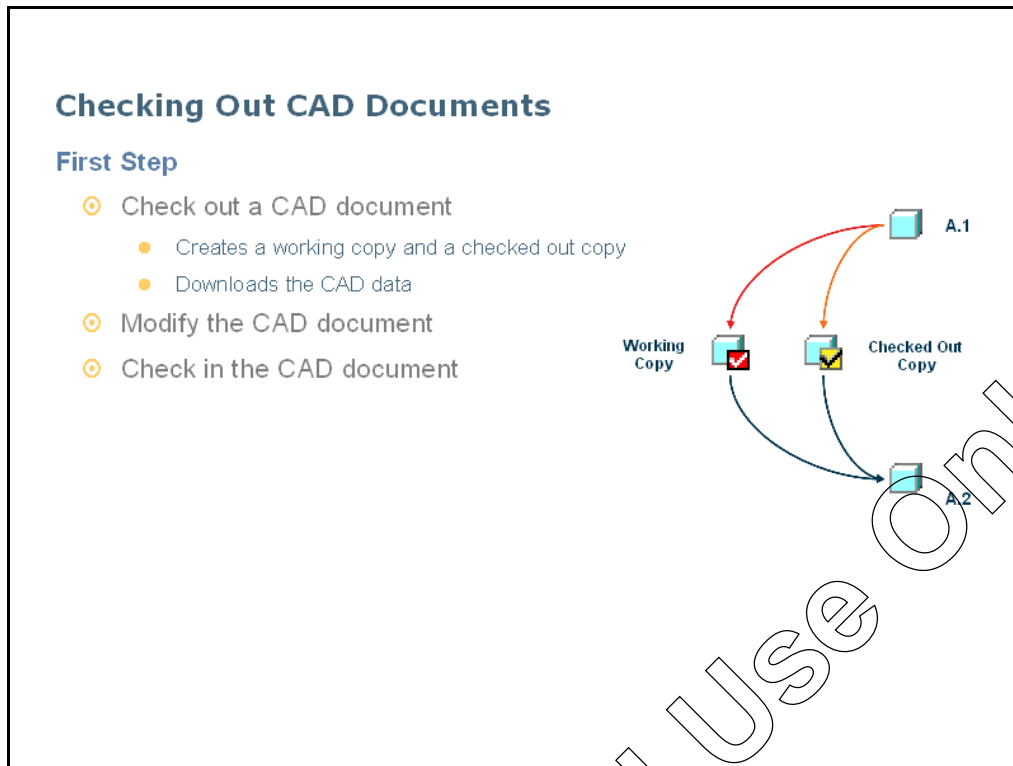 Checking Out CAD Documents
First Step
Check out a CAD document
Creates a working copy and a checked out copy
Downloads the CAD data
Modify the CAD document
Check in the CAD document
A.1
Working
Copy
Checked Out
Copy
A.2
Use Only